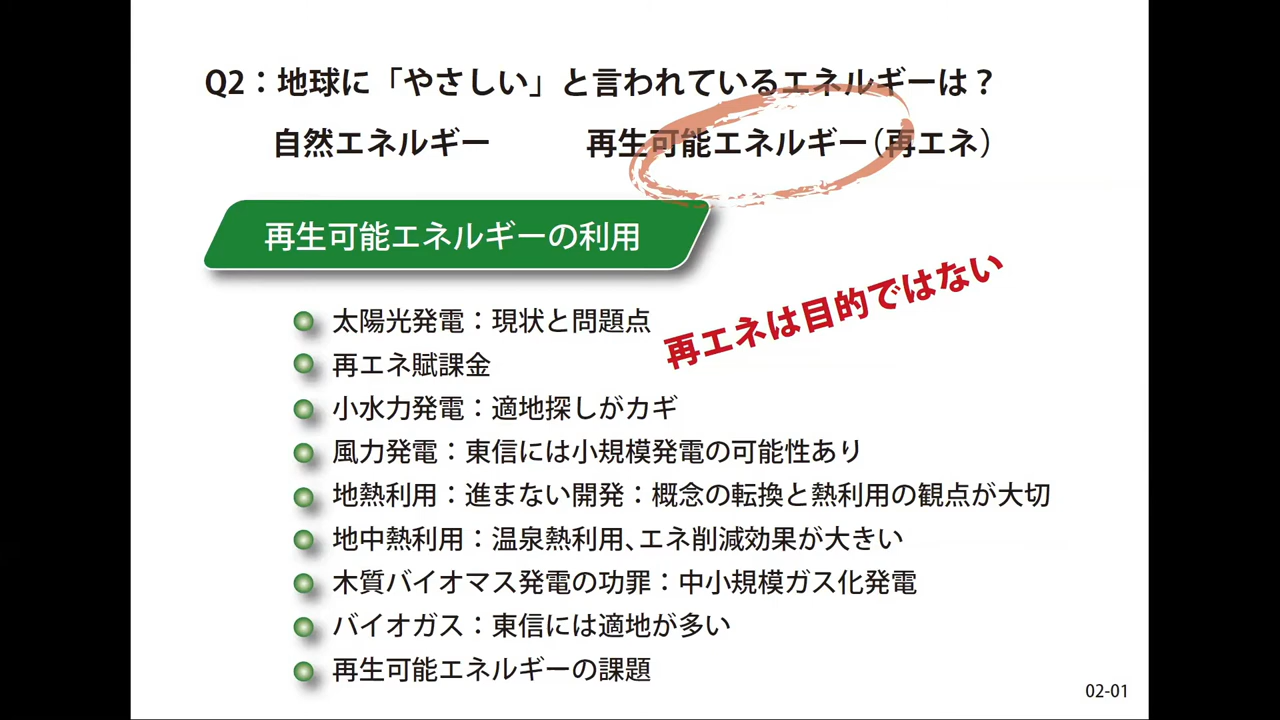 Q2：地球に「やさしい」と言われているエネルギーは？
自然エネルギー　再生可能エネルギー（再エネ）
再生可能エネルギーの利用
再エネは目的ではない
太陽光発電：現状と問題点
再エネ賦課金
小水力発電：適地探しがカギ
風力発電：東信には小規模発電の可能性あり
地熱利用：進まない開発：概念の転換と熱利用の観点が大切
地中熱利用：温泉熱利用、エネ削減効果が大きい
木質バイオマス発電の功罪：中小規模ガス化発電
バイオガス：東信には適地が多い
再生可能エネルギーの課題
02-01